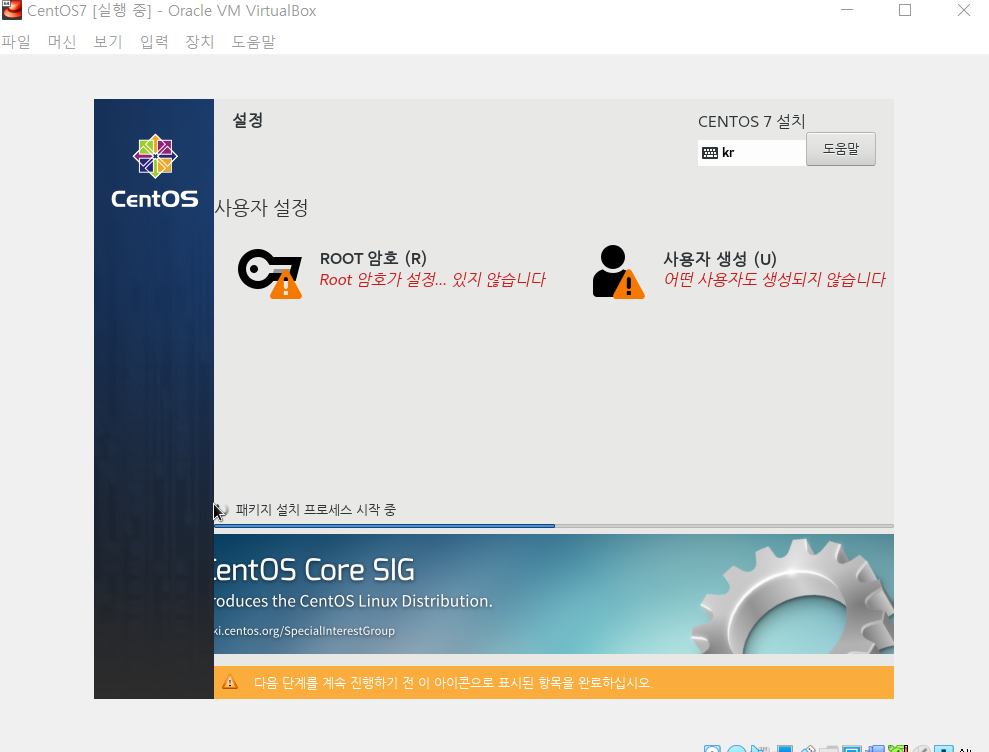 CentOS7 [실행 중] - Oracle VM VirtualBox
파일 머신 보기 입력 장치 도움말
설정
CENTOS 7 설치
kr
도움말
CentOS
사용자 설정
ROOT 암호 (R)
Root 암호가 설정... 있지 않습니다
사용자 생성 (U)
어떤 사용자도 생성되지 않습니다
패키지 설치 프로세스 시작 중
entOS Core SIG
roduces the CentOS Linux Distribution.
ki.centos.org/SpecialInterestGroup
다음 단계를 계속 진행하기 전 이 아이콘으로 표시된 항목을 완료하십시오.